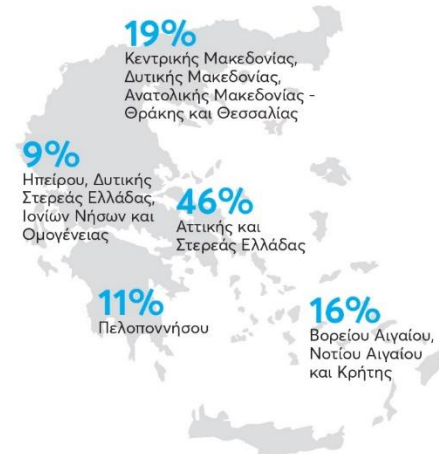 19%
Κεντρικής Μακεδονίας,
Δυτικής Μακεδονίας,
Ανατολικής Μακεδονίας -
Θράκης και Θεσσαλίας
9%
Ηπείρου, Δυτικής
Στερεάς Ελλάδας,
Ιονίων Νήσων και
Ομογένειας
46%
Αττικής και
Στερεάς Ελλάδας
11%
Πελοποννήσου
16%
Βορείου Αιγαίου,
Νοτίου Αιγαίου
και Κρήτης